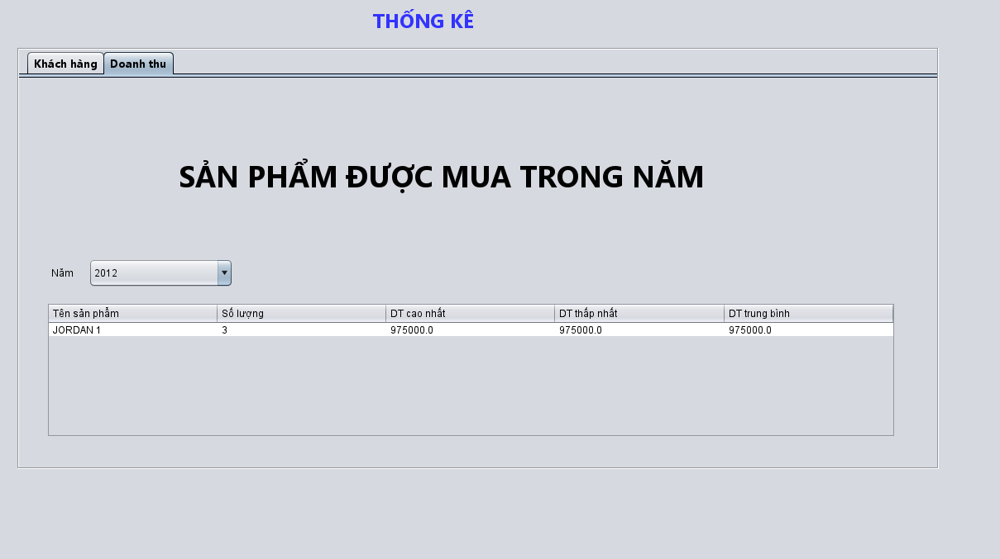 THỐNG KÊ
Khách hàng Doanh thu
SẢN PHẨM ĐƯỢC MUA TRONG NĂM
Năm 2012
Tên sản phẩm Số lượng DT cao nhất DT thấp nhất DT trung bình
JORDAN 1 3 975000.0 975000.0 975000.0